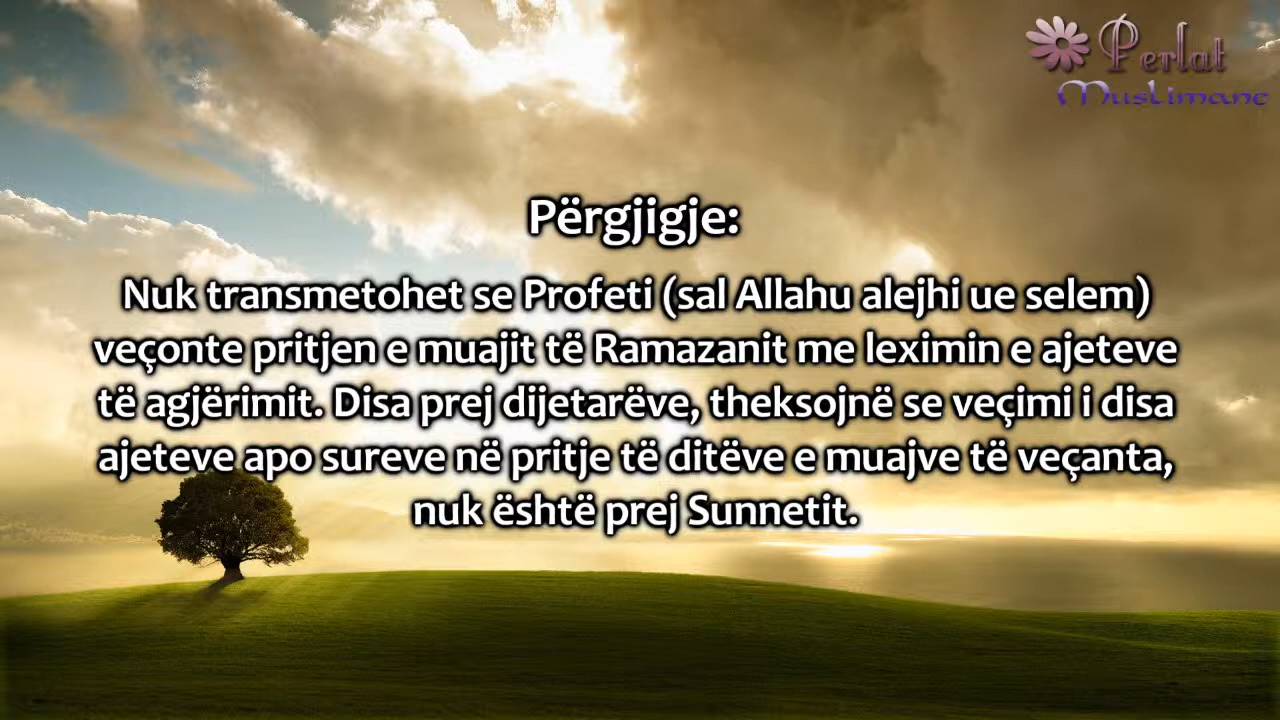 Perlat
Muslimane
Përgjigje:
Nuk transmetohet se Profeti (sal Allahu alejhi ue selem)
veçonte pritjen e muajit të Ramazanit me leximin e ajeteve
të agjërimit. Disa prej dijetarëve, theksojnë se veçimi i disa
ajeteve apo sureve në pritje të ditëve e muajve të veçanta,
nuk është prej Sunnetit.